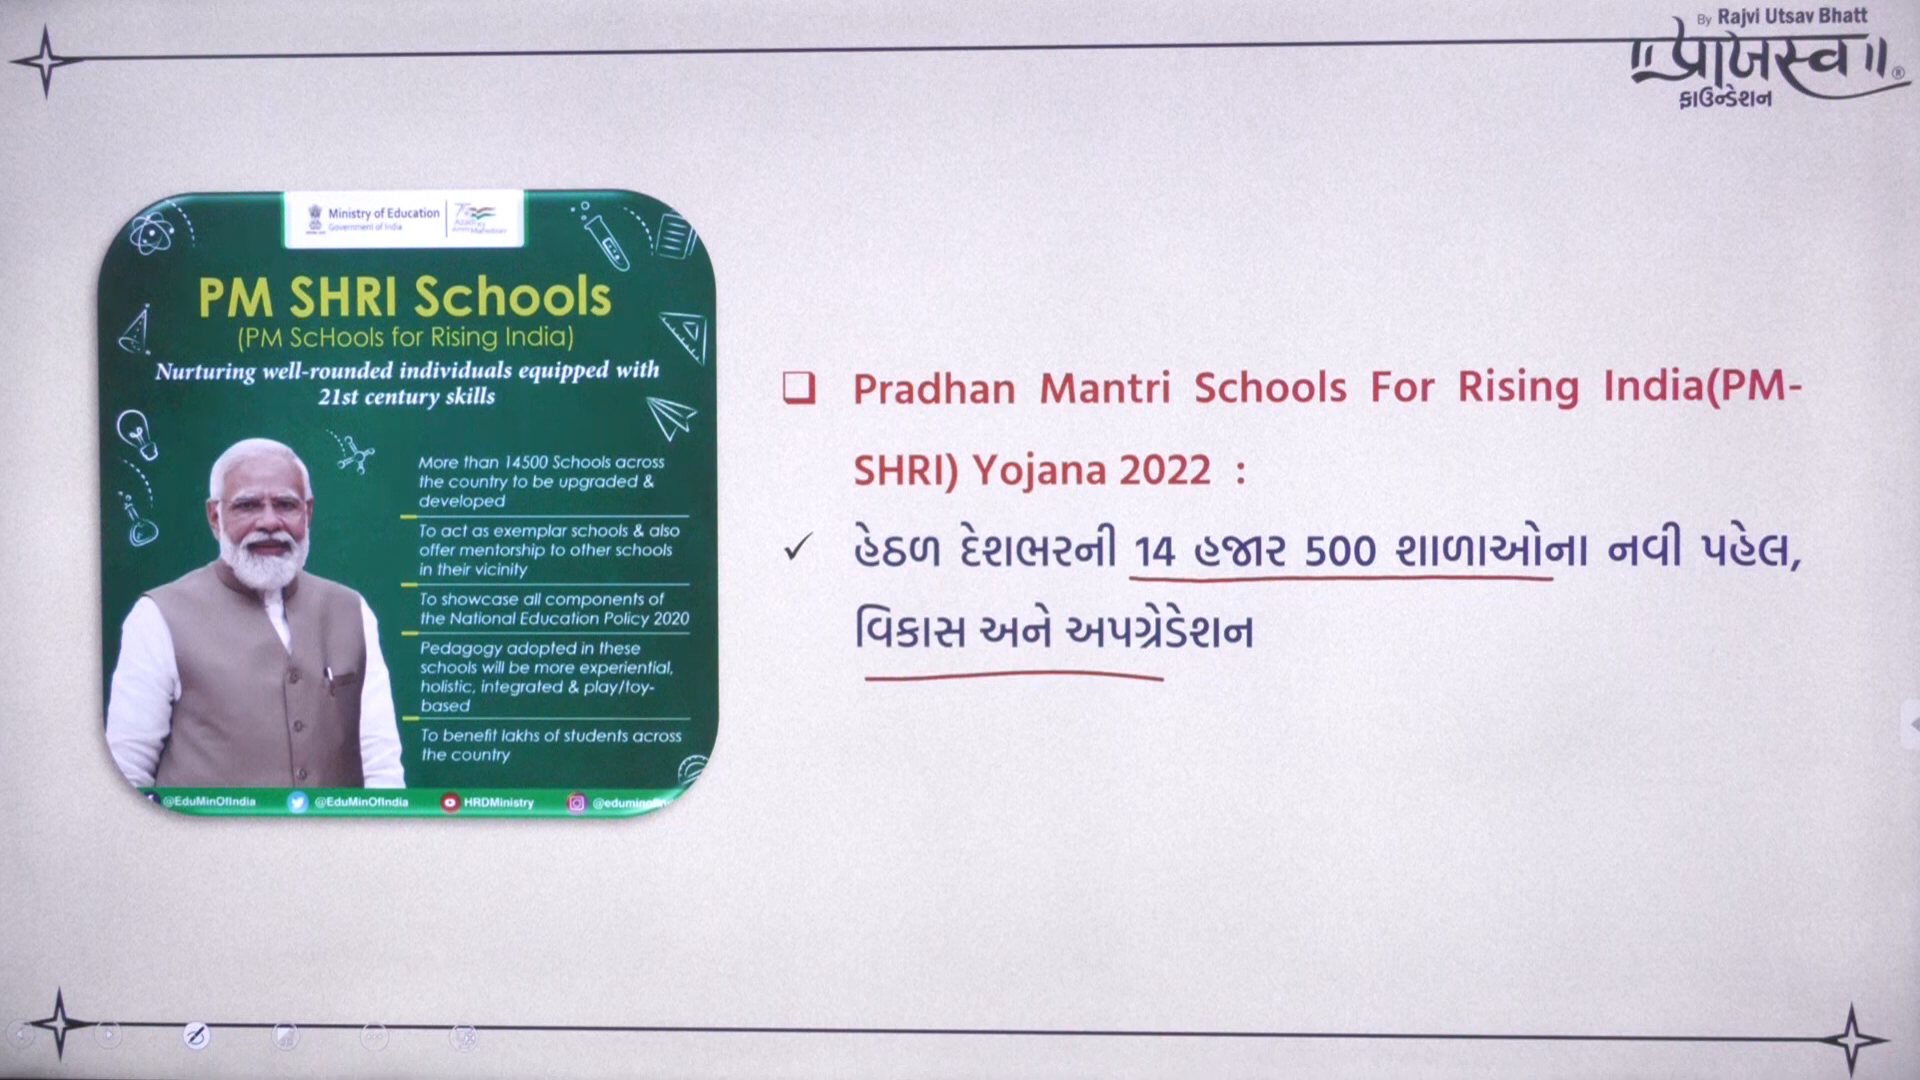 By Rajvi Utsav Bhatt
फाઉન્ડેશન
Ministry of Education
Government of India
PM SHRI Schools
(PM ScHools for Rising India)
Nurturing well-rounded individuals equipped with
21st century skills
More than 14500 Schools across
the country to be upgraded &
developed
To act as exemplar schools & also
offer mentorship to other schools
in their vicinity
To showcase all components of
the National Education Policy 2020
Pedagogy adopted in these
schools will be more experiential,
holistic, integrated & play/toy-
based
To benefit lakhs of students across
the country
@EduMinOfIndia @EduMinOfIndia HRDMinistry
Pradhan Mantri Schools For Rising India(PM-
SHRI) Yojana 2022 :
હેઠળ દેશભરની 14 હજાર 500 શાળાઓના નવી પહેલ,
વિકાસ અને અપગ્રેડેશન